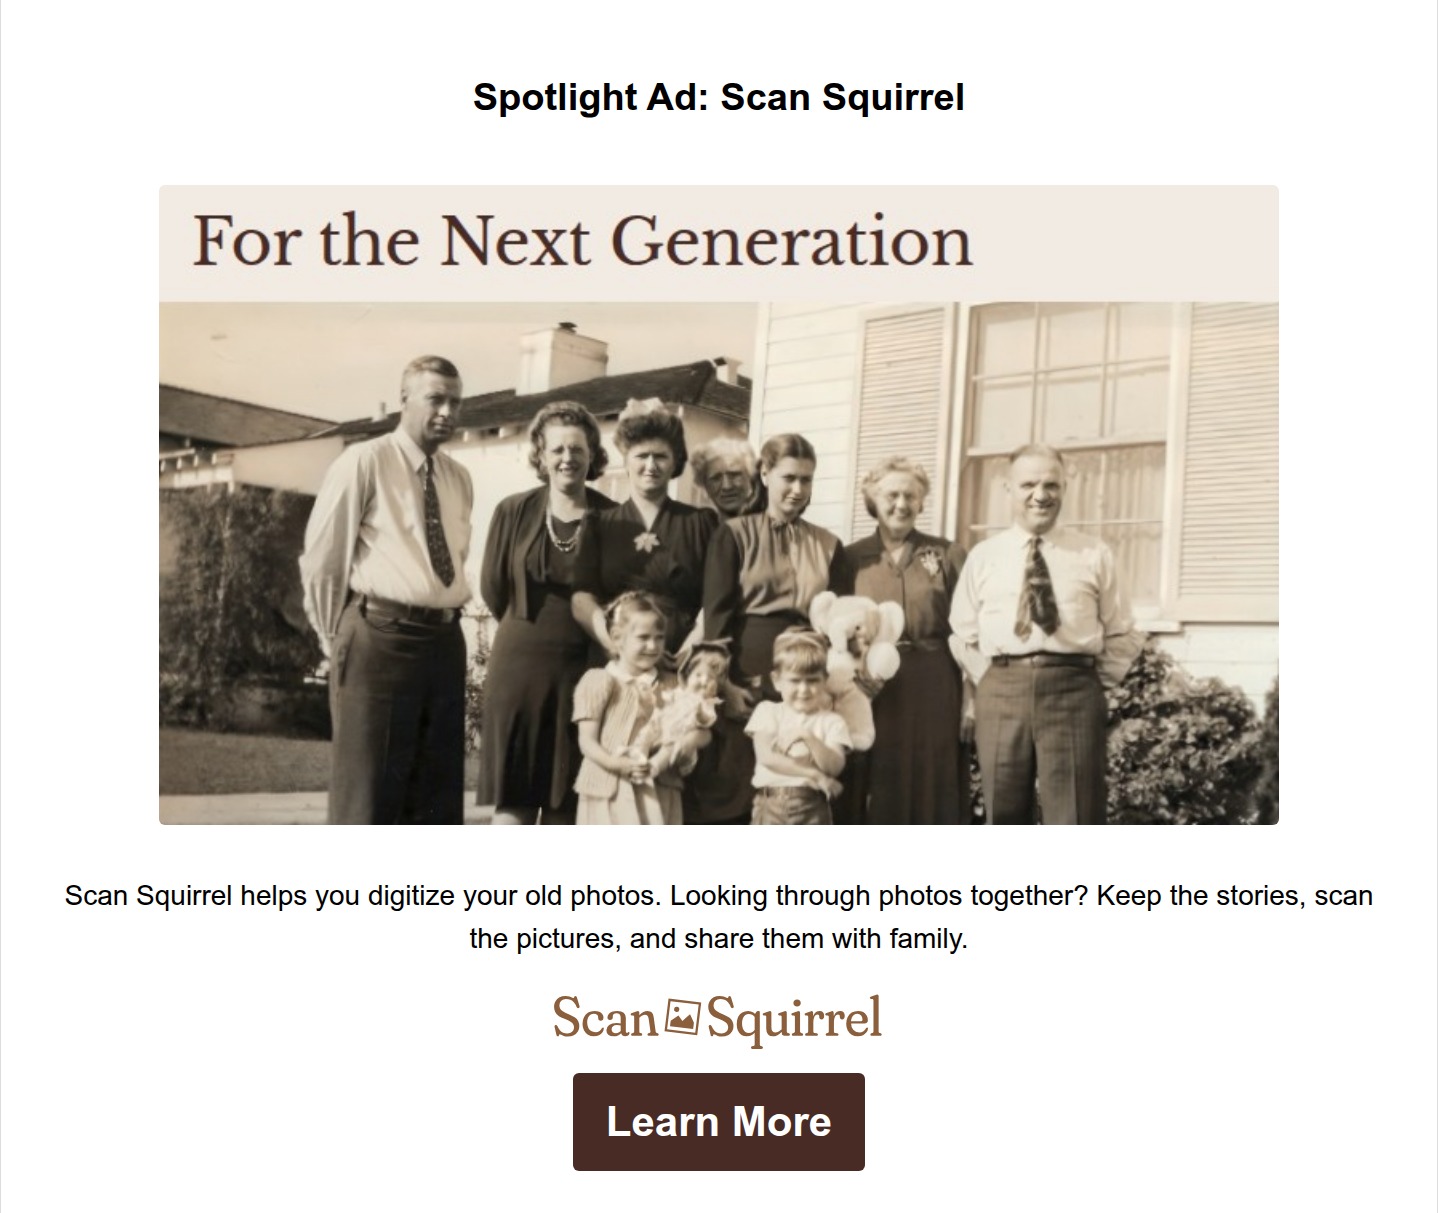 Spotlight Ad: Scan Squirrel
For the Next Generation
Scan Squirrel helps you digitize your old photos. Looking through photos together? Keep the stories, scan
the pictures, and share them with family.
Scan Squirrel
Learn More